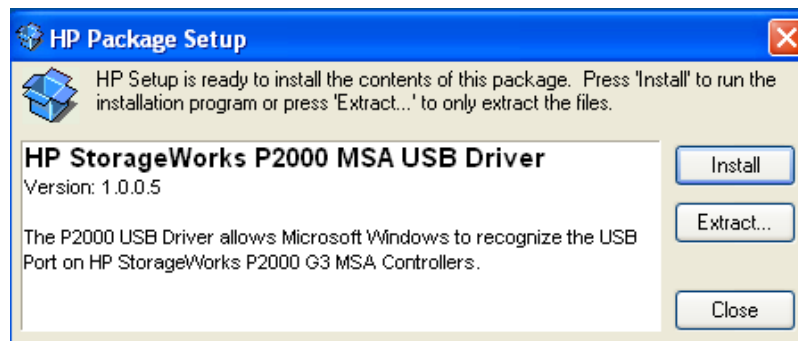 HP Package Setup
HP Setup is ready to install the contents of this package. Press 'Install' to run the
installation program or press 'Extract...' to only extract the files.
HP StorageWorks P2000 MSA USB Driver
Version: 1.0.0.5
The P2000 USB Driver allows Microsoft Windows to recognize the USB
Port on HP StorageWorks P2000 G3 MSA Controllers.
Install
Extract...
Close